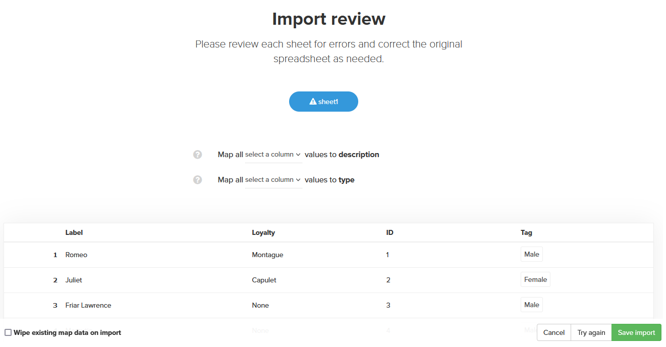 Import review
Please review each sheet for errors and correct the original
spreadsheet as needed.
sheet1
? Map all select a column values to description
? Map all select a column values to type
Label Loyalty ID Tag
1 Romeo Montague 1 Male
2 Juliet Capulet 2 Female
3 Friar Lawrence None 3 Male
Wipe existing map data on import Cancel Try again Save import